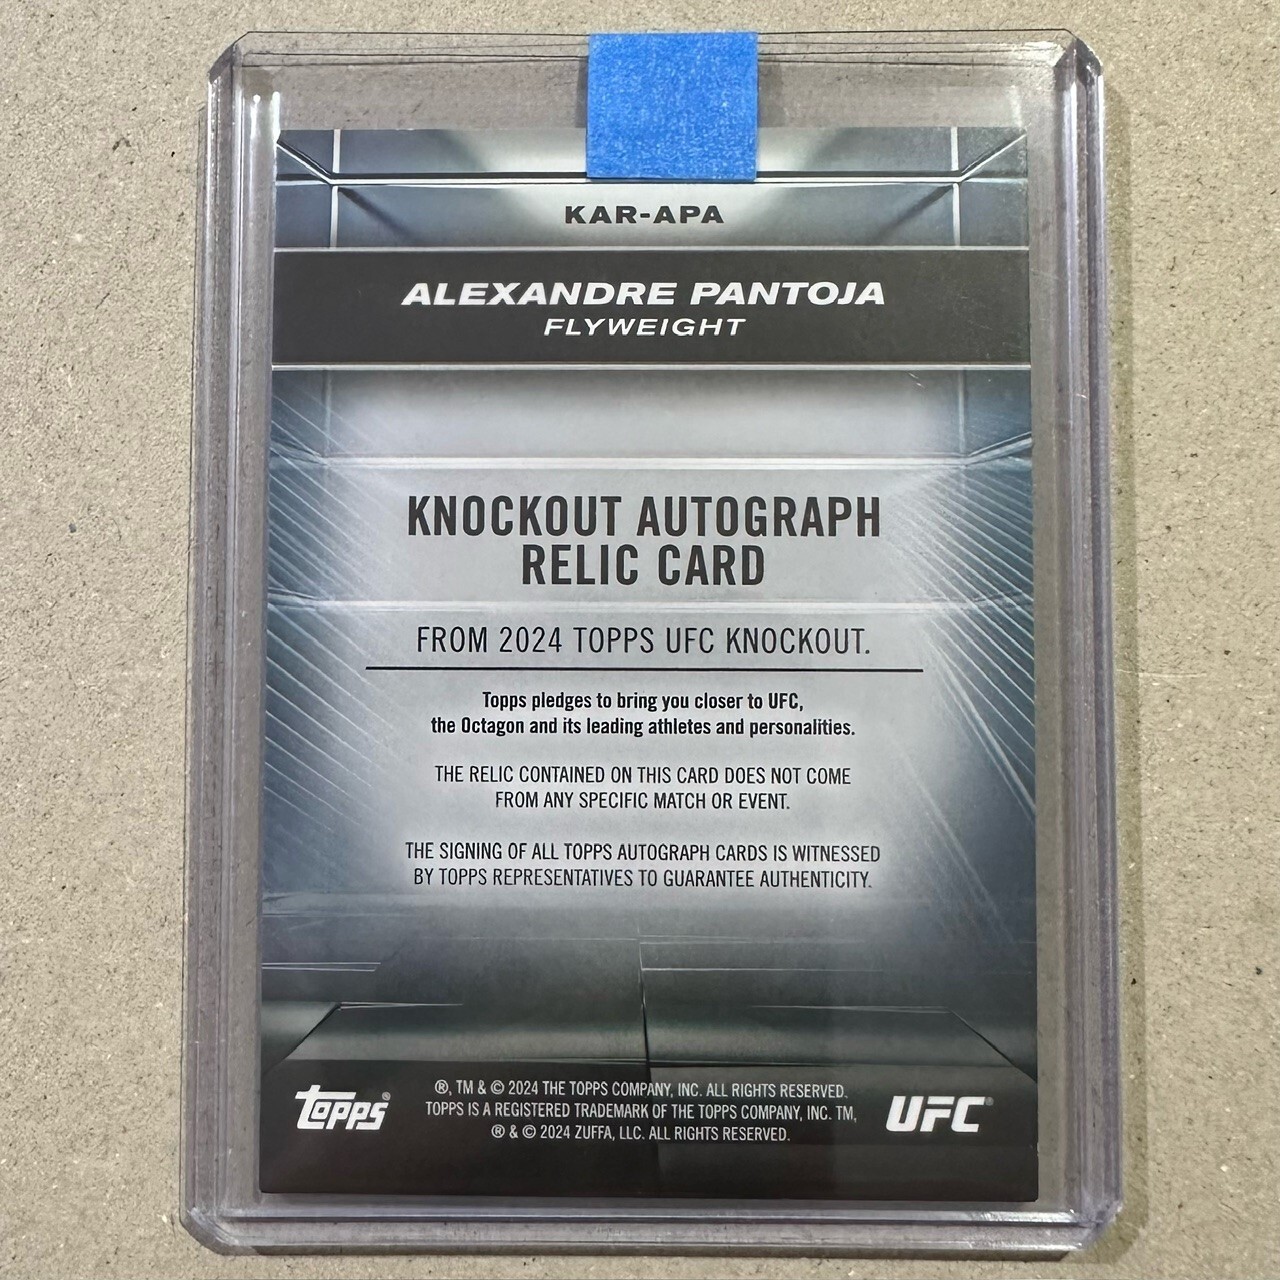 KAR-APA
ALEXANDRE PANTOJA
FLYWEIGHT
KNOCKOUT AUTOGRAPH
RELIC CARD
FROM 2024 TOPPS UFC KNOCKOUT.
Topps pledges to bring you closer to UFC,
the Octagon and its leading athletes and personalities.
THE RELIC CONTAINED ON THIS CARD DOES NOT COME
FROM ANY SPECIFIC MATCH OR EVENT.
THE SIGNING OF ALL TOPPS AUTOGRAPH CARDS IS WITNESSED
BY TOPPS REPRESENTATIVES TO GUARANTEE AUTHENTICITY.
topps®
®, TM & © 2024 THE TOPPS COMPANY, INC. ALL RIGHTS RESERVED.
TOPPS IS A REGISTERED TRADEMARK OF THE TOPPS COMPANY, INC. TM,
® & © 2024 ZUFFA, LLC. ALL RIGHTS RESERVED.
UFC®